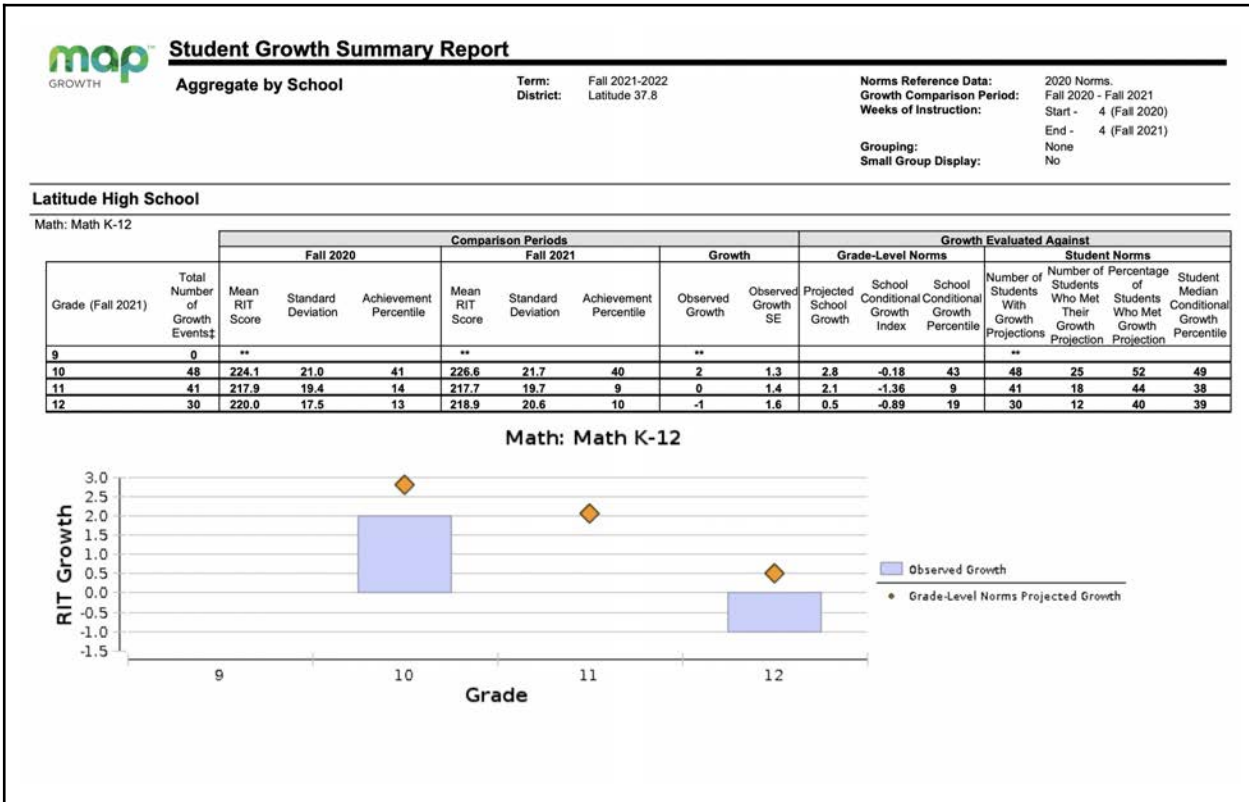 map™
GROWTH
Student Growth Summary Report
Aggregate by School
Term: Fall 2021-2022
District: Latitude 37.8
Norms Reference Data: 2020 Norms.
Growth Comparison Period: Fall 2020 - Fall 2021
Weeks of Instruction: Start - 4 (Fall 2020)
End - 4 (Fall 2021)
Grouping: None
Small Group Display: No
Latitude High School
Math: Math K-12
Comparison Periods Growth Evaluated Against
Fall 2020 Fall 2021 Growth Grade-Level Norms Student Norms
Grade (Fall 2021) Total Number of Growth Events‡ Mean RIT Score Standard Deviation Achievement Percentile Mean RIT Score Standard Deviation Achievement Percentile Observed Growth Observed Growth SE Projected School Growth School Conditional Growth Index School Conditional Growth Percentile Number of Students With Growth Projections Number of Students Who Met Their Growth Projection Percentage of Students Who Met Growth Projection Student Median Conditional Growth Percentile
9 0 ** ** ** **
10 48 224.1 21.0 41 226.6 21.7 40 2 1.3 2.8 -0.18 43 48 25 52 49
11 41 217.9 19.4 14 217.7 19.7 9 0 1.4 2.1 -1.36 9 41 18 44 38
12 30 220.0 17.5 13 218.9 20.6 10 -1 1.6 0.5 -0.89 19 30 12 40 39
Math: Math K-12
3.0
2.5
2.0
1.5
1.0
0.5
0.0
-0.5
-1.0
-1.5
RIT Growth
9 10 11 12
Grade
Observed Growth
Grade-Level Norms Projected Growth